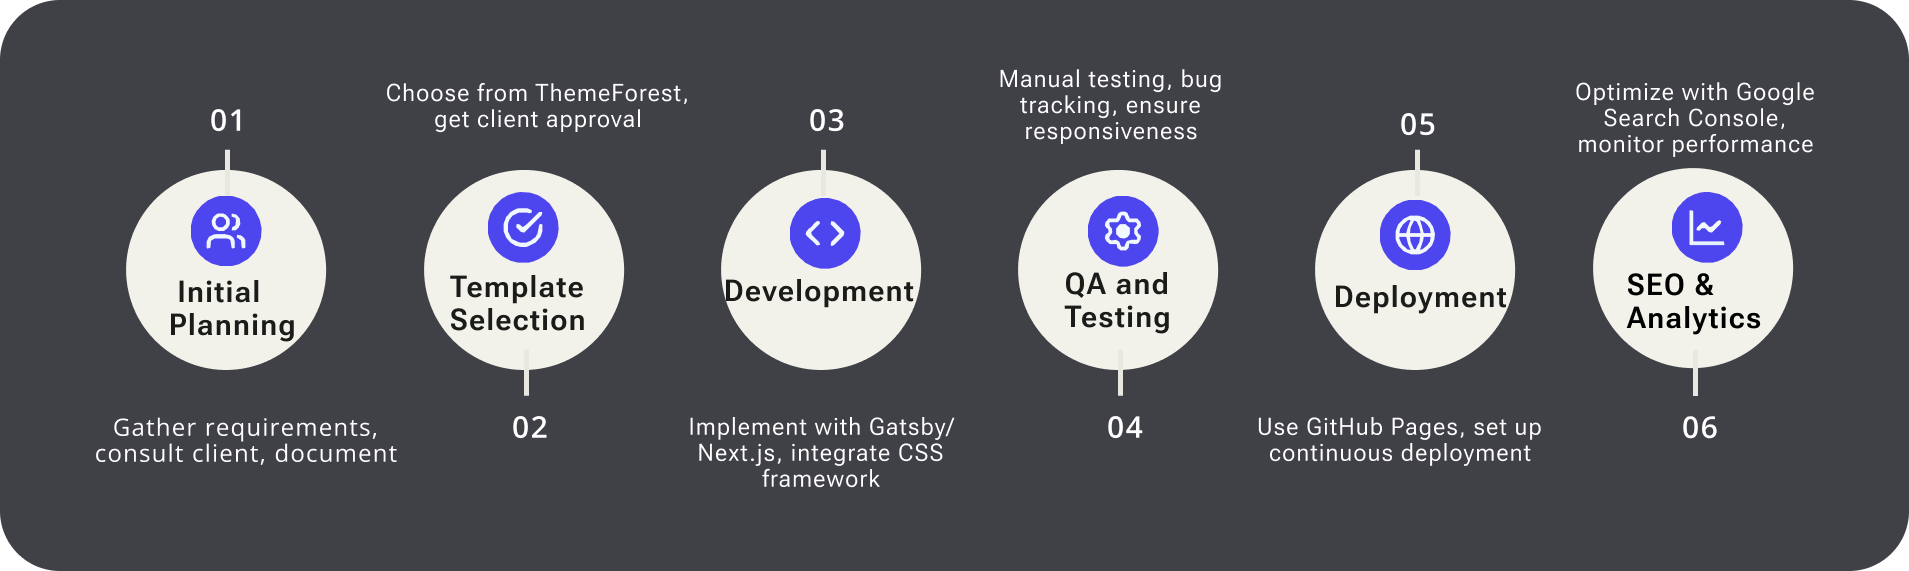 01
Initial
Planning
Gather requirements,
consult client, document
Choose from ThemeForest,
get client approval
Template
Selection
02
03
Development
Implement with Gatsby/
Next.js, integrate CSS
framework
Manual testing, bug
tracking, ensure
responsiveness
QA and
Testing
04
05
Deployment
Use GitHub Pages, set up
continuous deployment
Optimize with Google
Search Console,
monitor performance
SEO &
Analytics
06